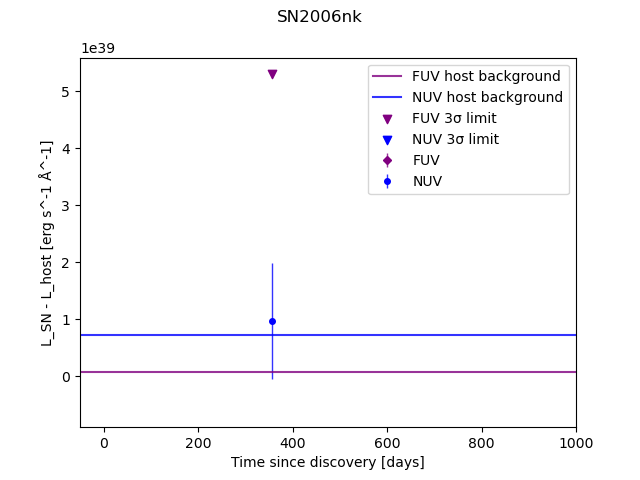 SN2006nk
1e39
FUV host background
NUV host background
FUV 3σ limit
NUV 3σ limit
FUV
NUV
5
4
3
2
1
0
L_SN - L_host [erg s^-1 Å^-1]
0 200 400 600 800 1000
Time since discovery [days]